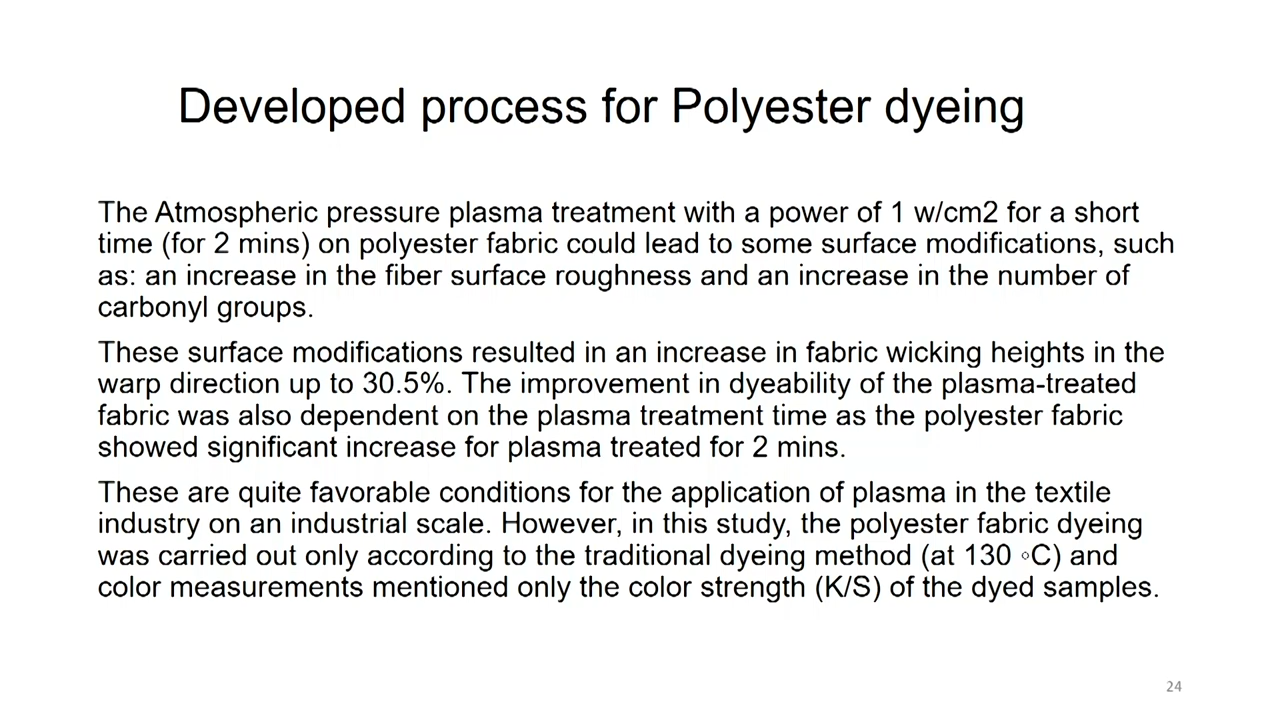 Developed process for Polyester dyeing
The Atmospheric pressure plasma treatment with a power of 1 w/cm2 for a short
time (for 2 mins) on polyester fabric could lead to some surface modifications, such
as: an increase in the fiber surface roughness and an increase in the number of
carbonyl groups.
These surface modifications resulted in an increase in fabric wicking heights in the
warp direction up to 30.5%. The improvement in dyeability of the plasma-treated
fabric was also dependent on the plasma treatment time as the polyester fabric
showed significant increase for plasma treated for 2 mins.
These are quite favorable conditions for the application of plasma in the textile
industry on an industrial scale. However, in this study, the polyester fabric dyeing
was carried out only according to the traditional dyeing method (at 130 ◦C) and
color measurements mentioned only the color strength (K/S) of the dyed samples.
24